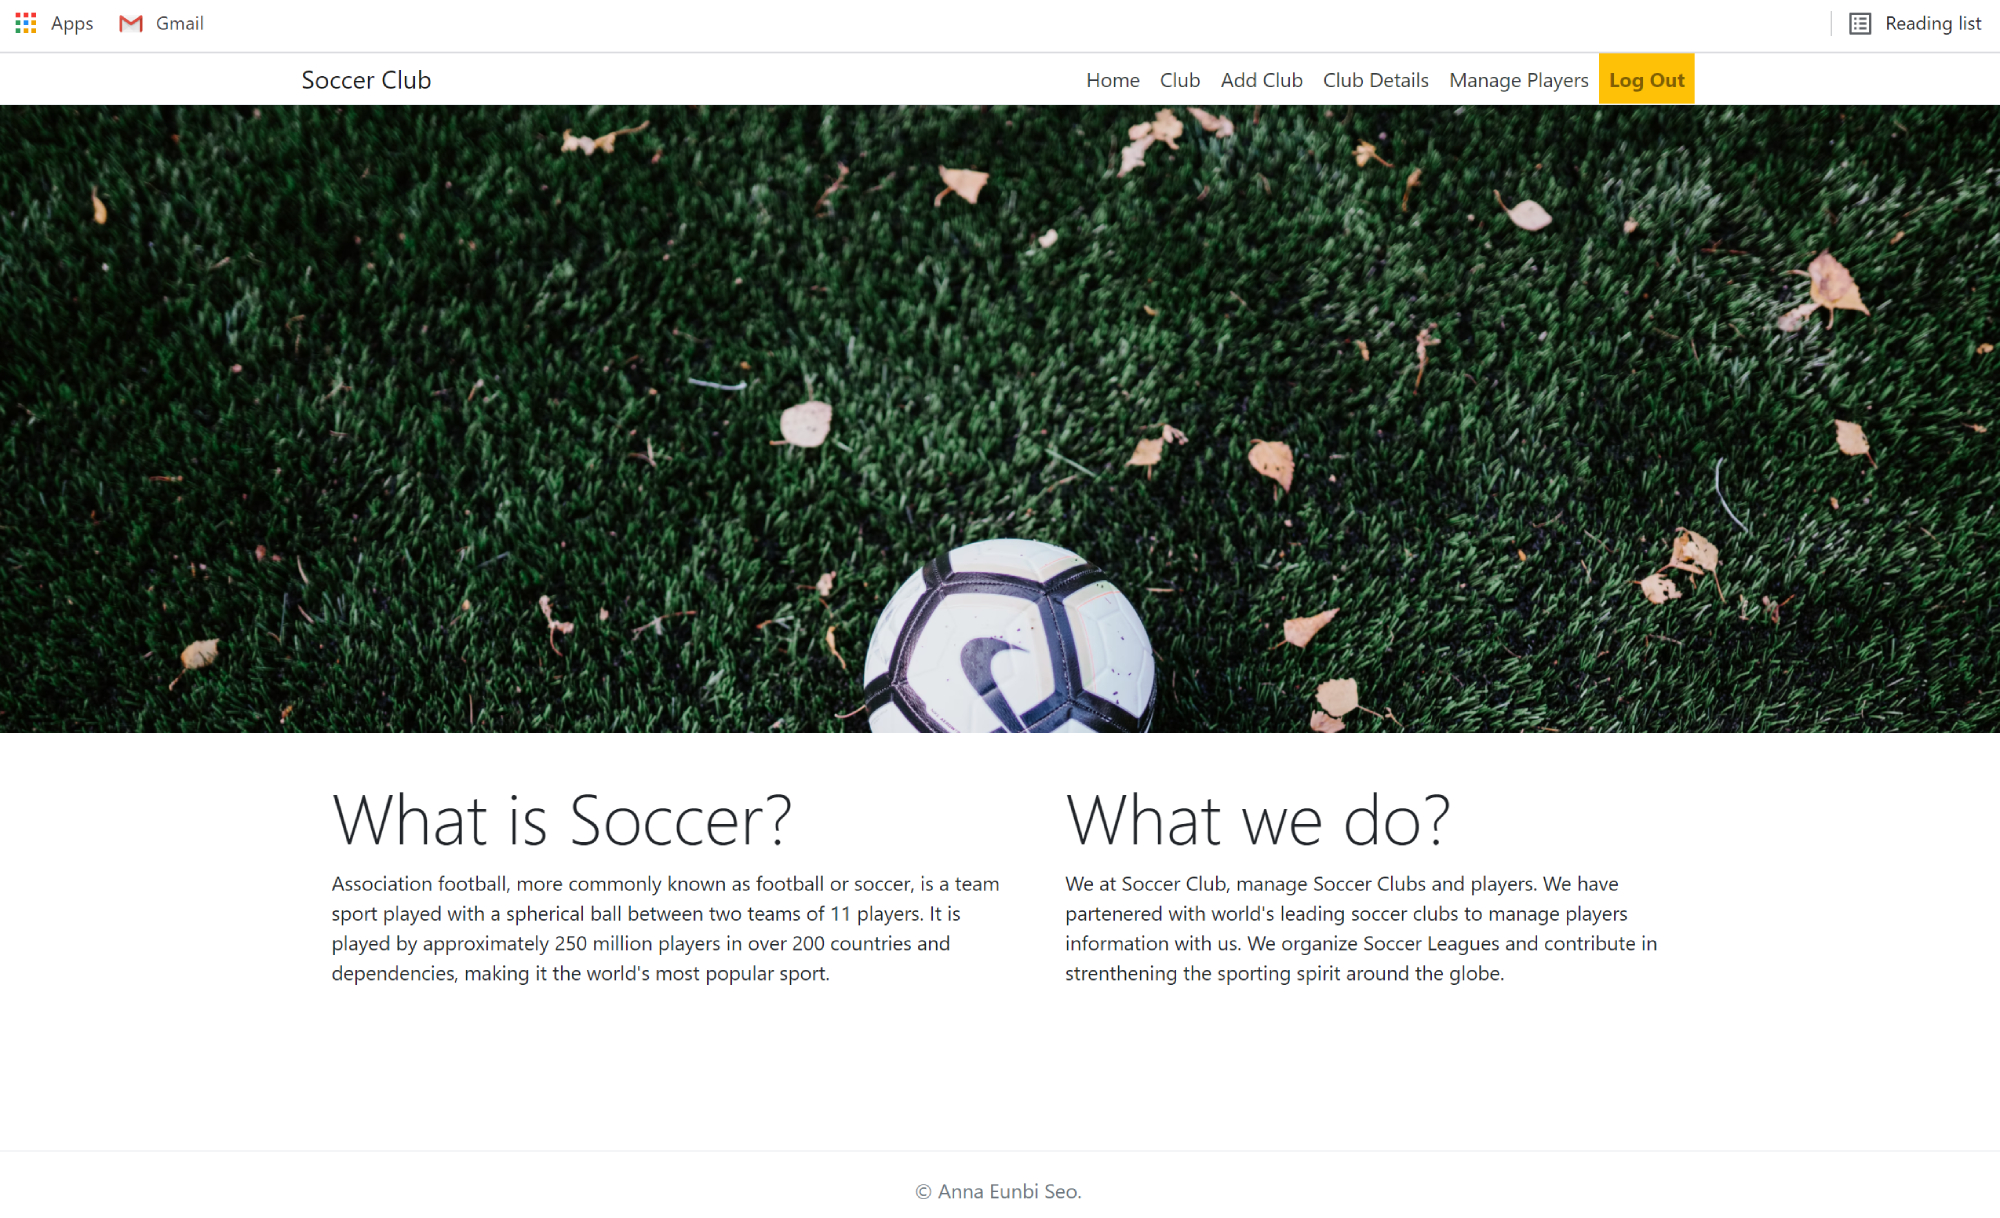 Apps Gmail Reading list
Soccer Club Home Club Add Club Club Details Manage Players Log Out
What is Soccer?
Association football, more commonly known as football or soccer, is a team
sport played with a spherical ball between two teams of 11 players. It is
played by approximately 250 million players in over 200 countries and
dependencies, making it the world's most popular sport.
What we do?
We at Soccer Club, manage Soccer Clubs and players. We have
partenered with world's leading soccer clubs to manage players
information with us. We organize Soccer Leagues and contribute in
strenthening the sporting spirit around the globe.
© Anna Eunbi Seo.